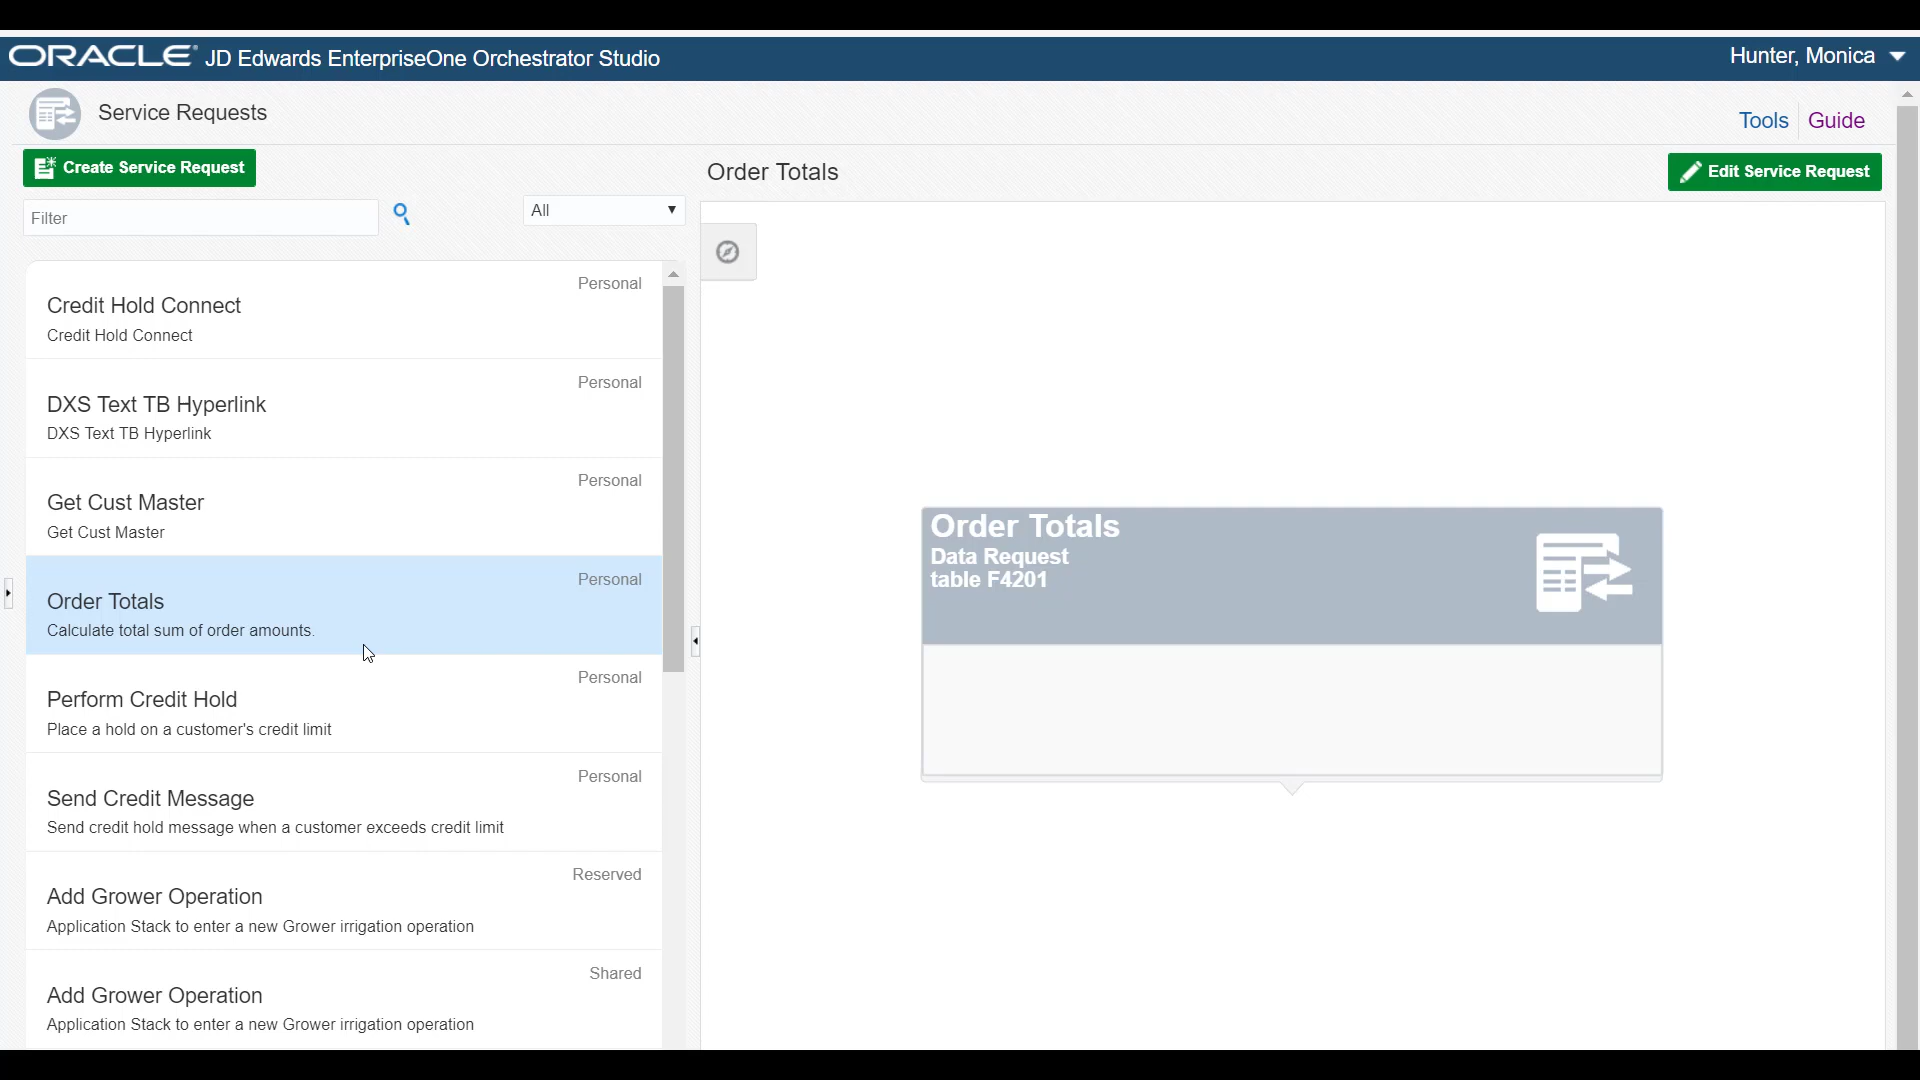 ORACLE JD Edwards EnterpriseOne Orchestrator Studio
Hunter, Monica
Service Requests
Tools
Guide
Create Service Request
Order Totals
Edit Service Request
Filter
All
Personal
Credit Hold Connect
Credit Hold Connect
Personal
DXS Text TB Hyperlink
DXS Text TB Hyperlink
Personal
Get Cust Master
Get Cust Master
Personal
Order Totals
Calculate total sum of order amounts.
Personal
Perform Credit Hold
Place a hold on a customer's credit limit
Personal
Send Credit Message
Send credit hold message when a customer exceeds credit limit
Reserved
Add Grower Operation
Application Stack to enter a new Grower irrigation operation
Shared
Add Grower Operation
Application Stack to enter a new Grower irrigation operation
Order Totals
Data Request
table F4201